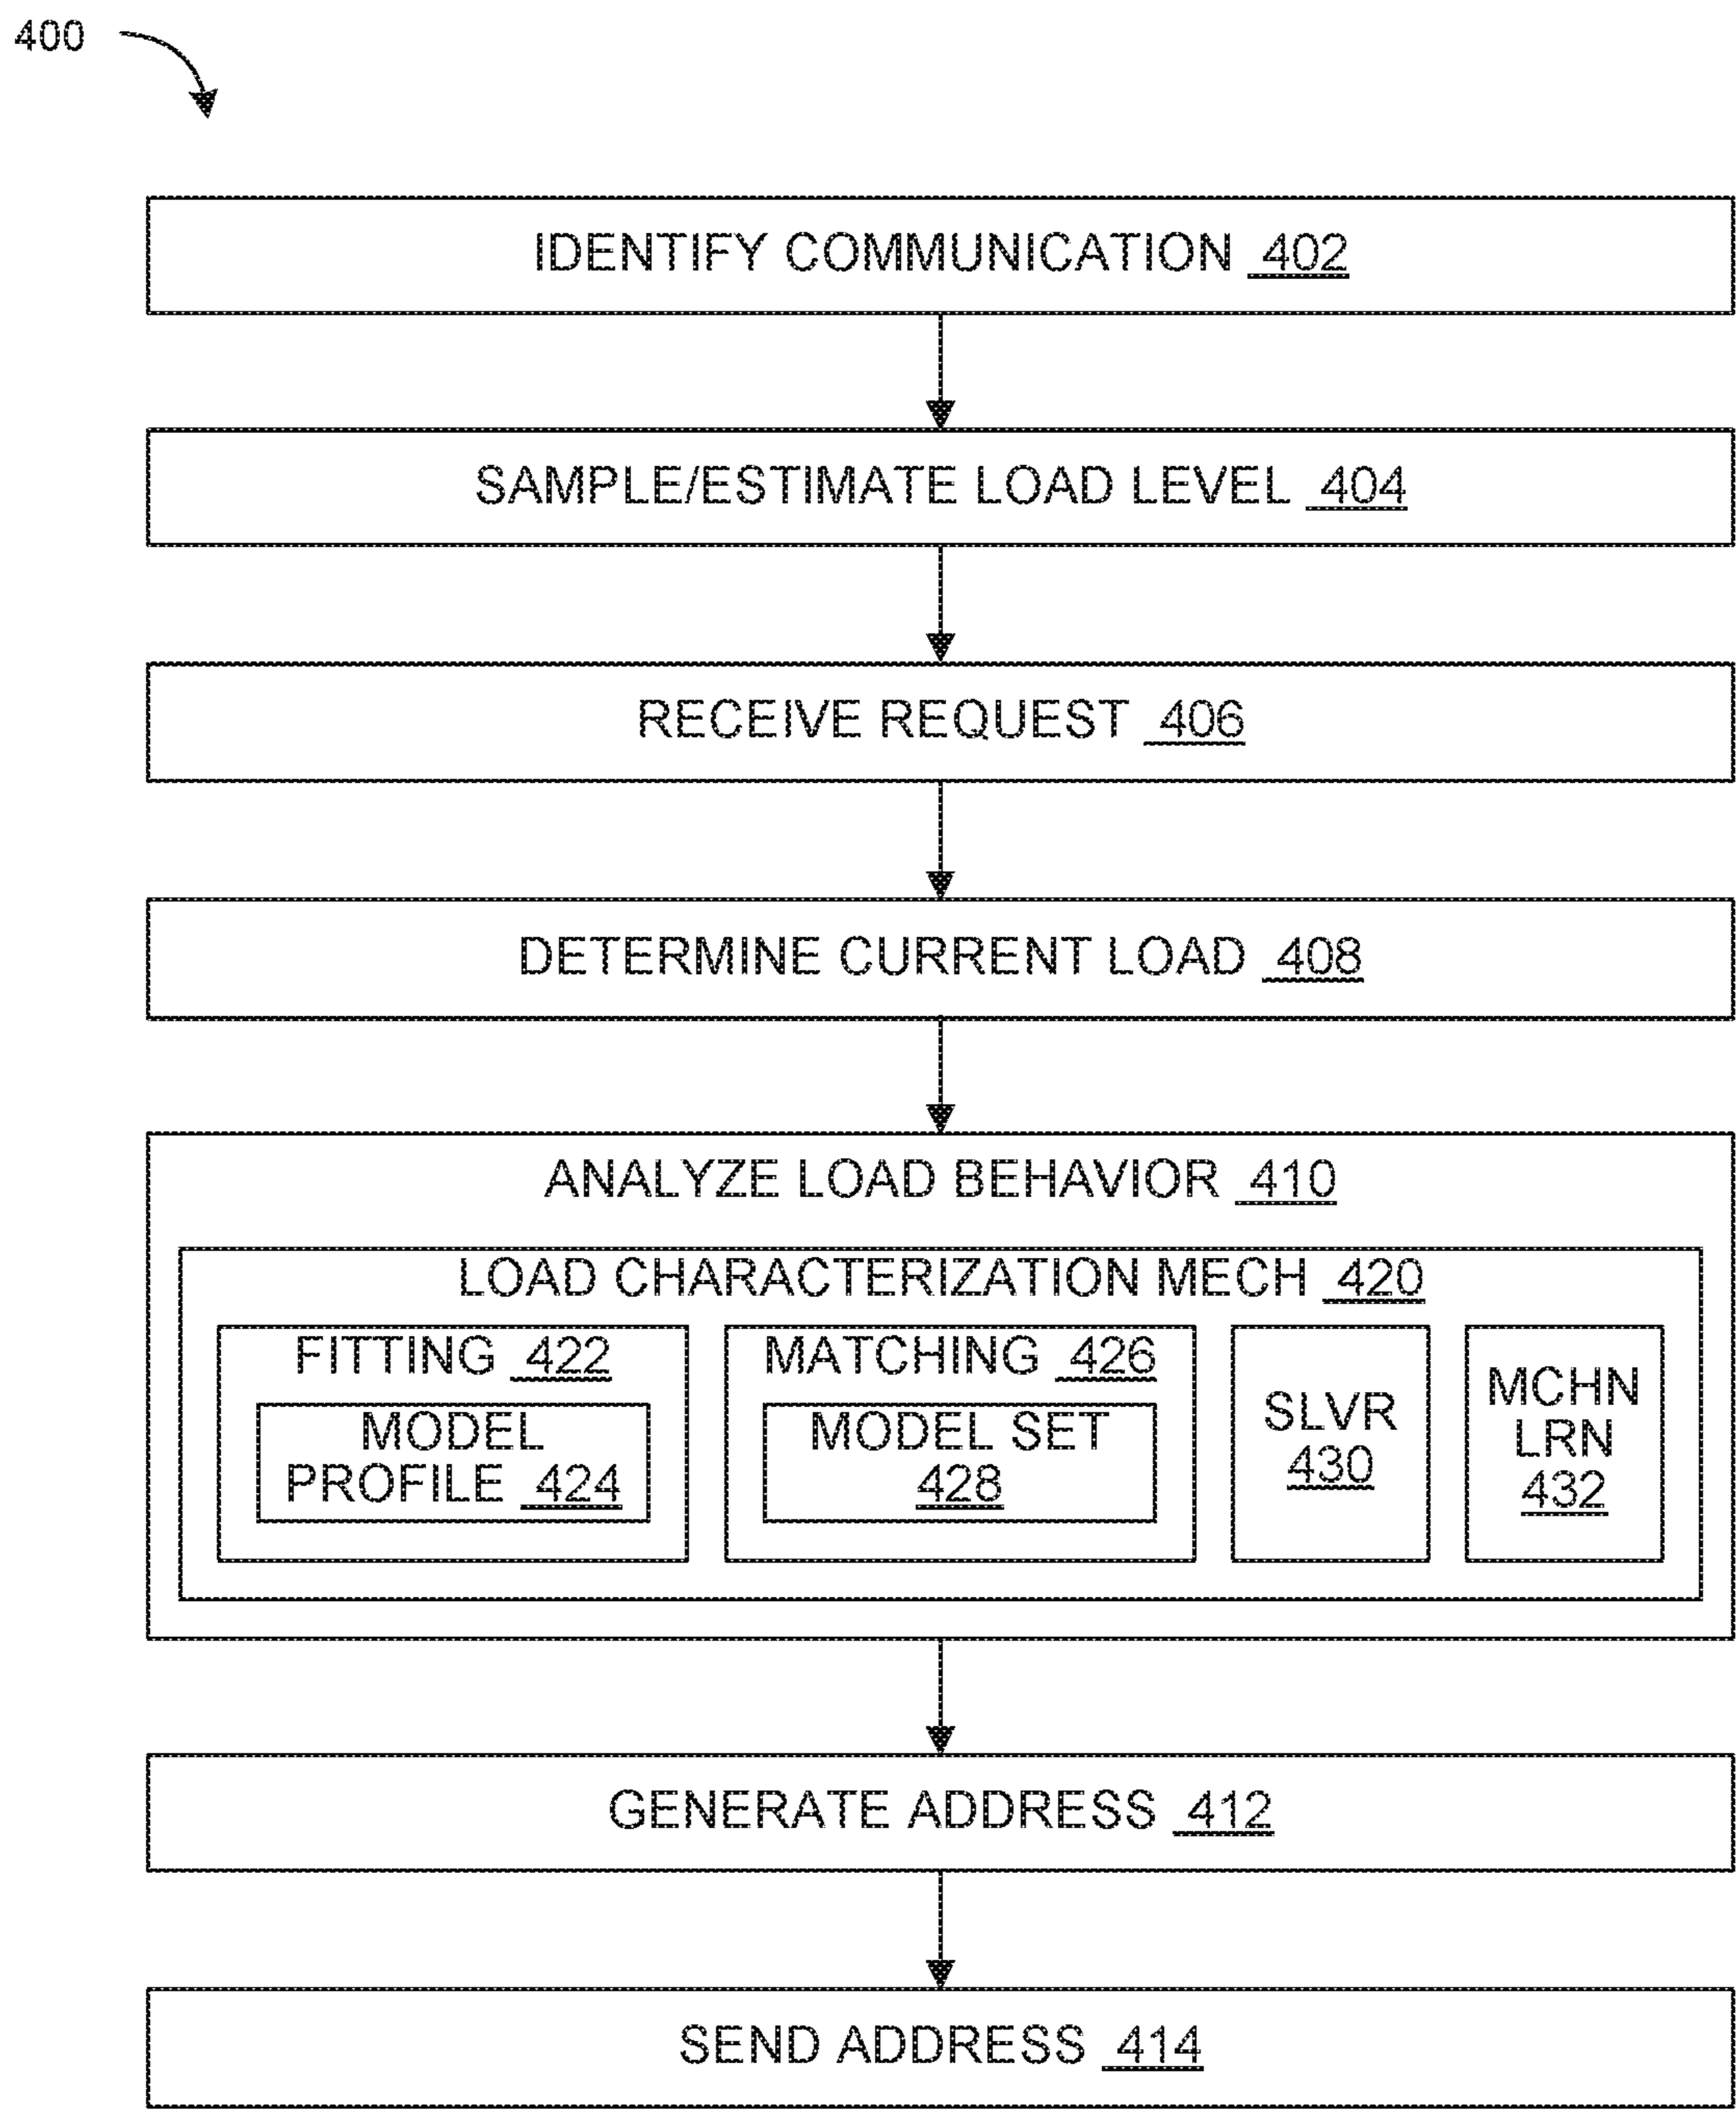 400
IDENTIFY COMMUNICATION 402
SAMPLE/ESTIMATE LOAD LEVEL 404
RECEIVE REQUEST 406
DETERMINE CURRENT LOAD 408
ANALYZE LOAD BEHAVIOR 410
LOAD CHARACTERIZATION MECH 420
FITTING 422
MODEL
PROFILE 424
MATCHING 426
MODEL SET
428
SLVR
430
MCHN
LRN
432
GENERATE ADDRESS 412
SEND ADDRESS 414